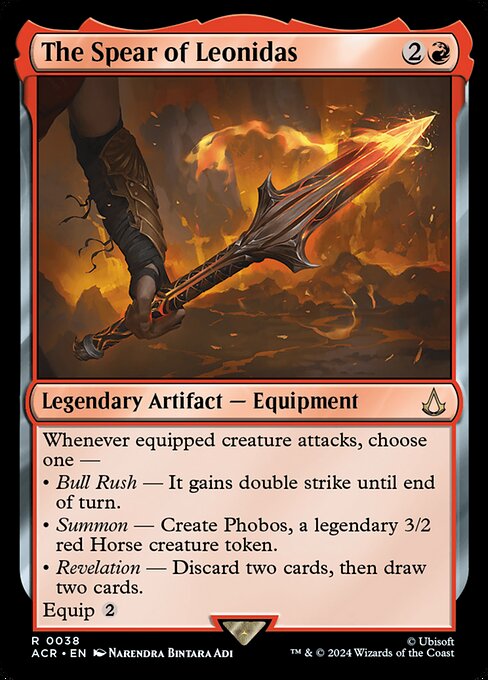 The Spear of Leonidas 2
Legendary Artifact — Equipment
Whenever equipped creature attacks, choose
one —
• Bull Rush — It gains double strike until end
of turn.
• Summon — Create Phobos, a legendary 3/2
red Horse creature token.
• Revelation — Discard two cards, then draw
two cards.
Equip 2
R 0038
ACR • EN Narendra Bintara Adi
© Ubisoft
™ & © 2024 Wizards of the Coast